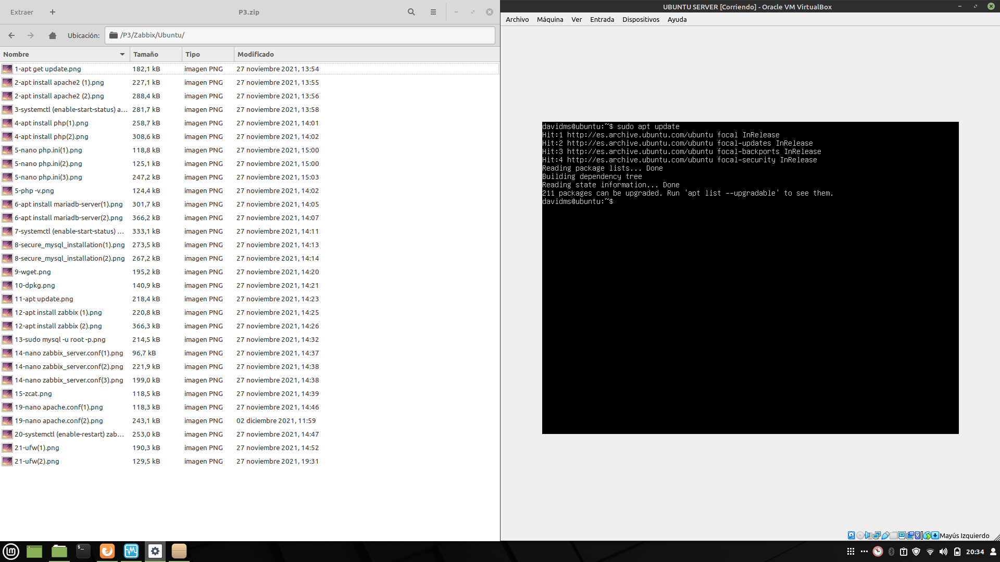 Extraer
P3.zip
Ubicación:
/P3/Zabbix/Ubuntu/
Nombre Tamaño Tipo Modificado
1-apt get update.png 182,1 kB imagen PNG 27 noviembre 2021, 13:54
2-apt install apache2 (1).png 227,1 kB imagen PNG 27 noviembre 2021, 13:55
2-apt install apache2 (2).png 288,4 kB imagen PNG 27 noviembre 2021, 13:56
3-systemctl (enable-start-status) a… 281,7 kB imagen PNG 27 noviembre 2021, 13:58
4-apt install php(1).png 258,7 kB imagen PNG 27 noviembre 2021, 14:01
4-apt install php(2).png 308,6 kB imagen PNG 27 noviembre 2021, 14:02
5-nano php.ini(1).png 118,8 kB imagen PNG 27 noviembre 2021, 15:00
5-nano php.ini(2).png 125,1 kB imagen PNG 27 noviembre 2021, 15:00
5-nano php.ini(3).png 247,2 kB imagen PNG 27 noviembre 2021, 15:03
5-php -v.png 124,4 kB imagen PNG 27 noviembre 2021, 14:02
6-apt install mariadb-server(1).png 301,7 kB imagen PNG 27 noviembre 2021, 14:05
6-apt install mariadb-server(2).png 366,2 kB imagen PNG 27 noviembre 2021, 14:07
7-systemctl (enable-start-status) … 333,1 kB imagen PNG 27 noviembre 2021, 14:11
8-secure_mysql_installation(1).png 273,5 kB imagen PNG 27 noviembre 2021, 14:13
8-secure_mysql_installation(2).png 267,2 kB imagen PNG 27 noviembre 2021, 14:14
9-wget.png 195,2 kB imagen PNG 27 noviembre 2021, 14:20
10-dpkg.png 140,9 kB imagen PNG 27 noviembre 2021, 14:21
11-apt update.png 218,4 kB imagen PNG 27 noviembre 2021, 14:23
12-apt install zabbix (1).png 220,8 kB imagen PNG 27 noviembre 2021, 14:25
12-apt install zabbix (2).png 366,3 kB imagen PNG 27 noviembre 2021, 14:26
13-sudo mysql -u root -p.png 214,5 kB imagen PNG 27 noviembre 2021, 14:32
14-nano zabbix_server.conf(1).png 96,7 kB imagen PNG 27 noviembre 2021, 14:37
14-nano zabbix_server.conf(2).png 221,9 kB imagen PNG 27 noviembre 2021, 14:38
14-nano zabbix_server.conf(3).png 199,0 kB imagen PNG 27 noviembre 2021, 14:38
15-zcat.png 118,5 kB imagen PNG 27 noviembre 2021, 14:39
19-nano apache.conf(1).png 118,3 kB imagen PNG 27 noviembre 2021, 14:46
19-nano apache.conf(2).png 243,1 kB imagen PNG 02 diciembre 2021, 11:59
20-systemctl (enable-restart) zab… 253,0 kB imagen PNG 27 noviembre 2021, 14:47
21-ufw(1).png 190,3 kB imagen PNG 27 noviembre 2021, 14:52
21-ufw(2).png 129,5 kB imagen PNG 27 noviembre 2021, 19:31
UBUNTU SERVER [Corriendo] - Oracle VM VirtualBox
Archivo Máquina Ver Entrada Dispositivos Ayuda
davidms@ubuntu:~$ sudo apt update
Hit:1 http://es.archive.ubuntu.com/ubuntu focal InRelease
Hit:2 http://es.archive.ubuntu.com/ubuntu focal-updates InRelease
Hit:3 http://es.archive.ubuntu.com/ubuntu focal-backports InRelease
Hit:4 http://es.archive.ubuntu.com/ubuntu focal-security InRelease
Reading package lists... Done
Building dependency tree
Reading state information... Done
211 packages can be upgraded. Run 'apt list --upgradable' to see them.
davidms@ubuntu:~$
Mayús Izquierdo
20:34